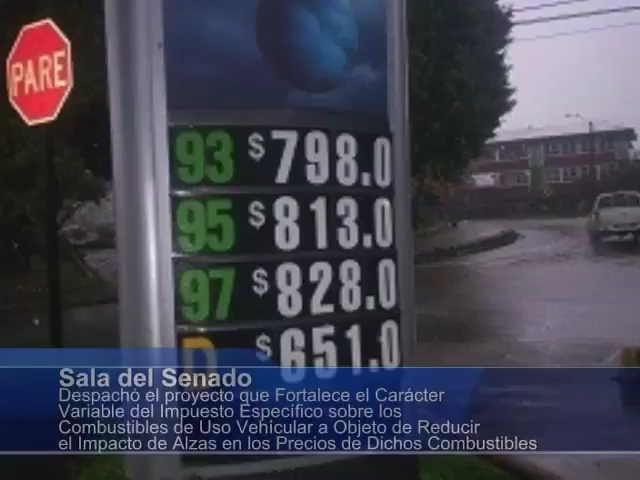 PARE
93 $798.0
95 $813.0
97 $828.0
D $651.0
Sala del Senado
Despachó el proyecto que Fortalece el Carácter
Variable del Impuesto Específico sobre los
Combustibles de Uso Vehícular a Objeto de Reducir
el Impacto de Alzas en los Precios de Dichos Combustibles